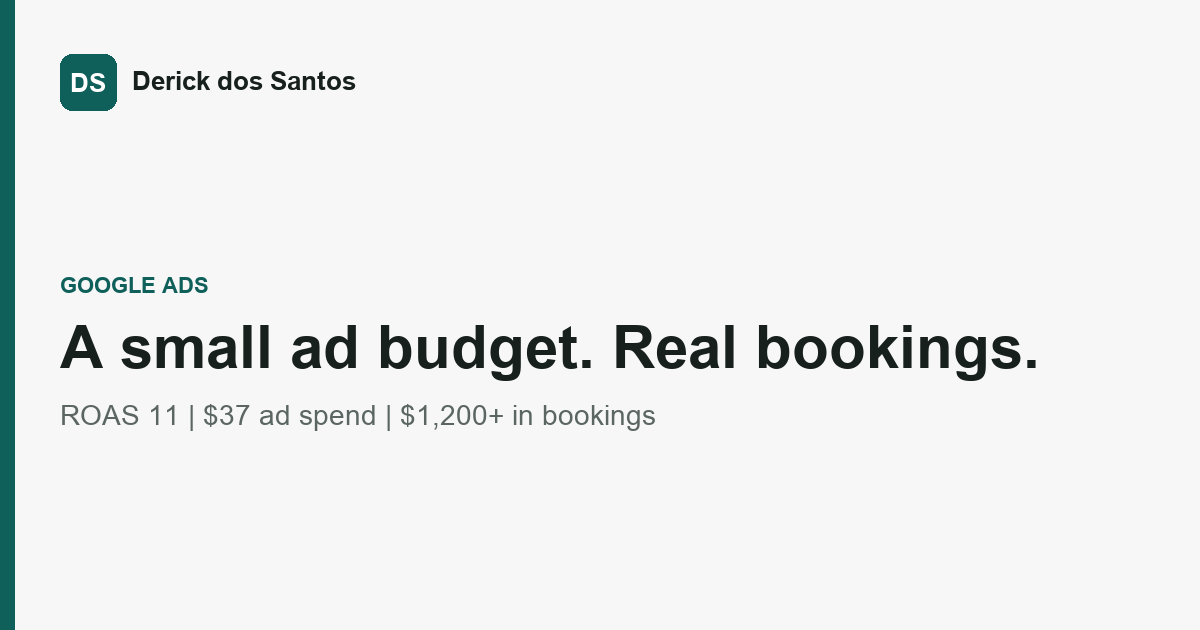 DS
Derick dos Santos
GOOGLE ADS
A small ad budget. Real bookings.
ROAS 11 | $37 ad spend | $1,200+ in bookings